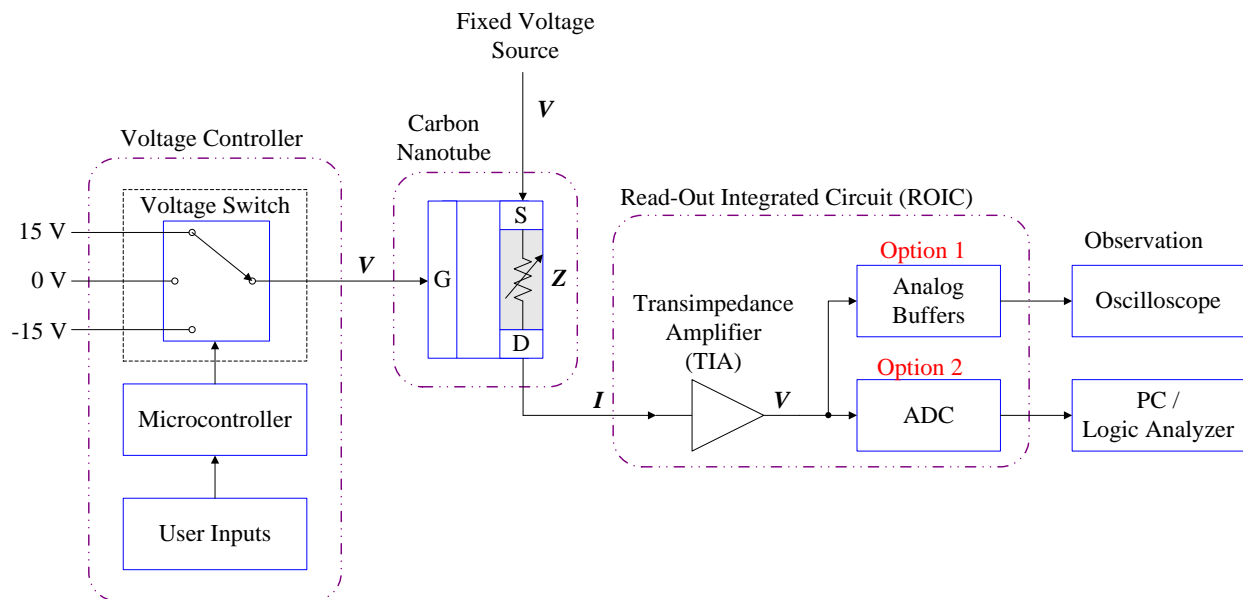 Fixed Voltage
Source
V
Voltage Controller
Carbon
Nanotube
Voltage Switch
15 V
0 V
-15 V
V
G
S
Z
D
Microcontroller
User Inputs
Read-Out Integrated Circuit (ROIC)
Observation
Transimpedance
Amplifier
(TIA)
I
V
Option 1
Analog
Buffers
Oscilloscope
Option 2
ADC
PC /
Logic Analyzer